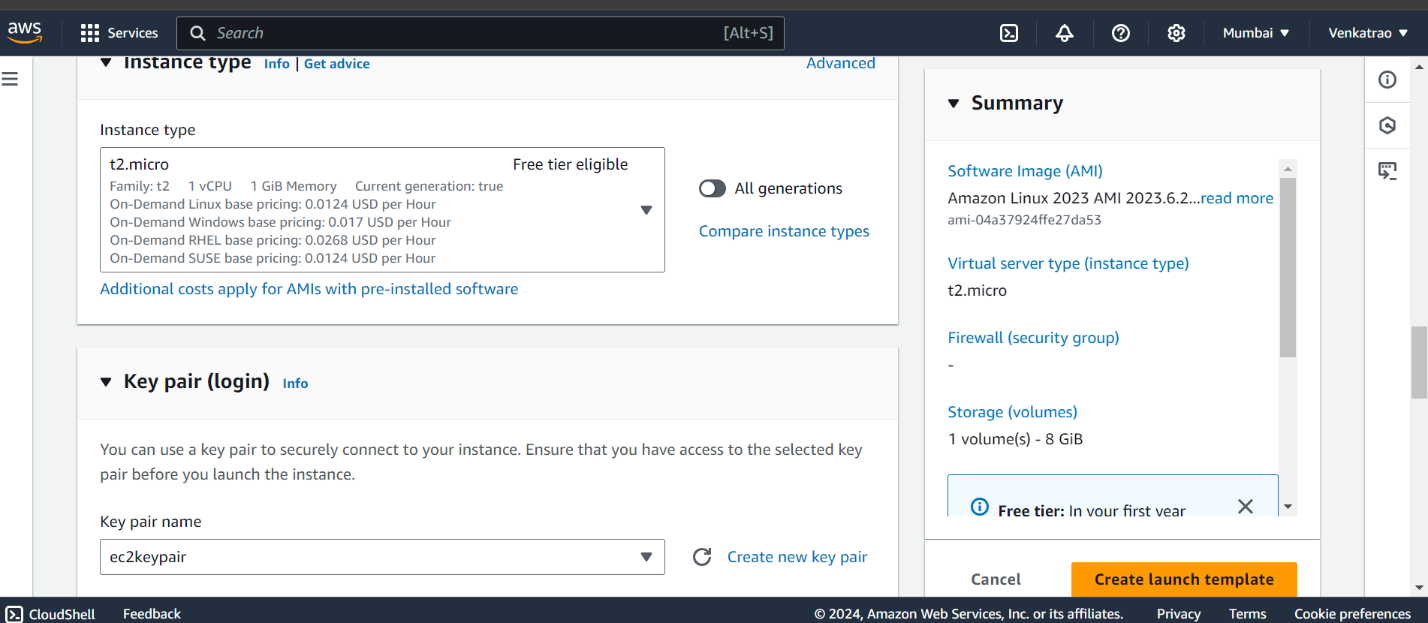 aws
Services
Search
[Alt+S]
Mumbai
Venkatrao
Instance type Info | Get advice
Advanced
Instance type
t2.micro
Free tier eligible
Family: t2 1 vCPU 1 GiB Memory Current generation: true
On-Demand Linux base pricing: 0.0124 USD per Hour
On-Demand Windows base pricing: 0.017 USD per Hour
On-Demand RHEL base pricing: 0.0268 USD per Hour
On-Demand SUSE base pricing: 0.0124 USD per Hour
All generations
Compare instance types
Additional costs apply for AMIs with pre-installed software
Key pair (login) Info
You can use a key pair to securely connect to your instance. Ensure that you have access to the selected key
pair before you launch the instance.
Key pair name
ec2keypair
Create new key pair
Summary
Software Image (AMI)
Amazon Linux 2023 AMI 2023.6.2...read more
ami-04a37924ffe27da53
Virtual server type (instance type)
t2.micro
Firewall (security group)
-
Storage (volumes)
1 volume(s) - 8 GiB
Free tier: In your first year
Cancel
Create launch template
CloudShell
Feedback
© 2024, Amazon Web Services, Inc. or its affiliates.
Privacy
Terms
Cookie preferences